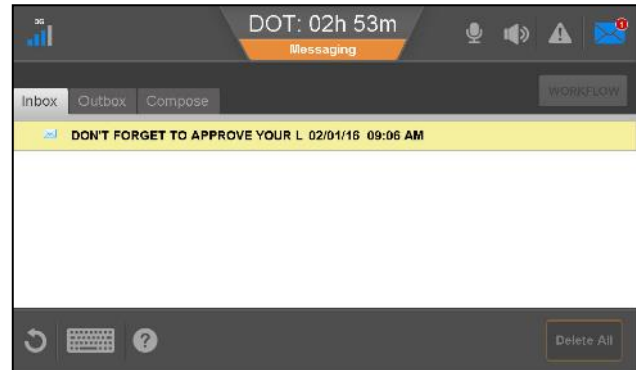 3G
DOT: 02h 53m
Messaging
1
Inbox Outbox Compose
WORKFLOW
DON'T FORGET TO APPROVE YOUR L 02/01/16 09:06 AM
?
Delete All